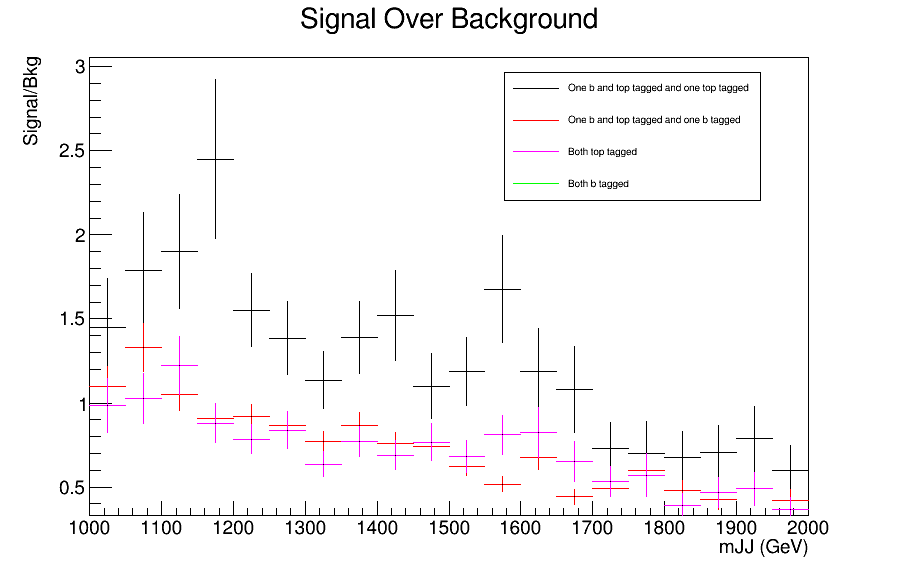 Signal Over Background
Signal/Bkg
3
2.5
2
1.5
1
0.5
One b and top tagged and one top tagged
One b and top tagged and one b tagged
Both top tagged
Both b tagged
1000 1100 1200 1300 1400 1500 1600 1700 1800 1900 2000
mJJ (GeV)